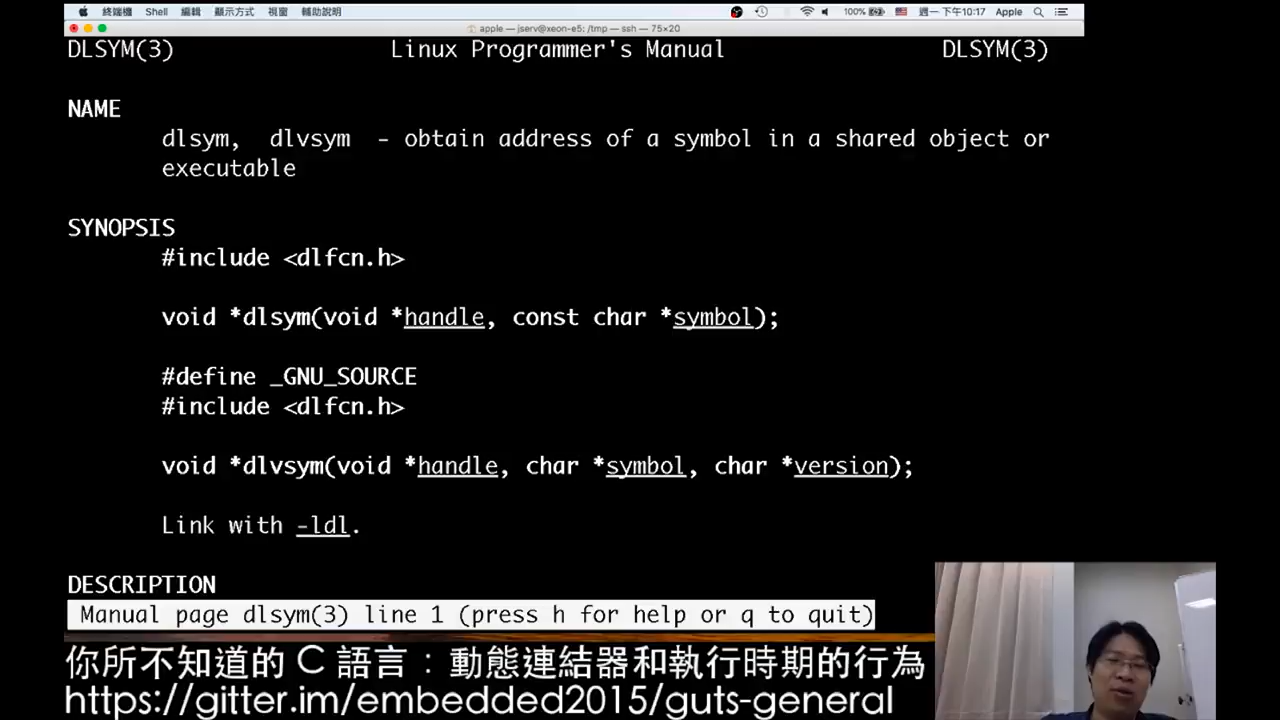 終端機 Shell 編輯 顯示方式 視窗 輔助說明 100% 週一下午10:17 Apple
apple — jserv@xeon-e5: /tmp — ssh — 75×20
DLSYM(3) Linux Programmer's Manual DLSYM(3)
NAME
dlsym, dlvsym - obtain address of a symbol in a shared object or
executable
SYNOPSIS
#include <dlfcn.h>
void *dlsym(void *handle, const char *symbol);
#define _GNU_SOURCE
#include <dlfcn.h>
void *dlvsym(void *handle, char *symbol, char *version);
Link with -ldl.
DESCRIPTION
Manual page dlsym(3) line 1 (press h for help or q to quit)
你所不知道的 C 語言：動態連結器和執行時期的行為
https://gitter.im/embedded2015/guts-general